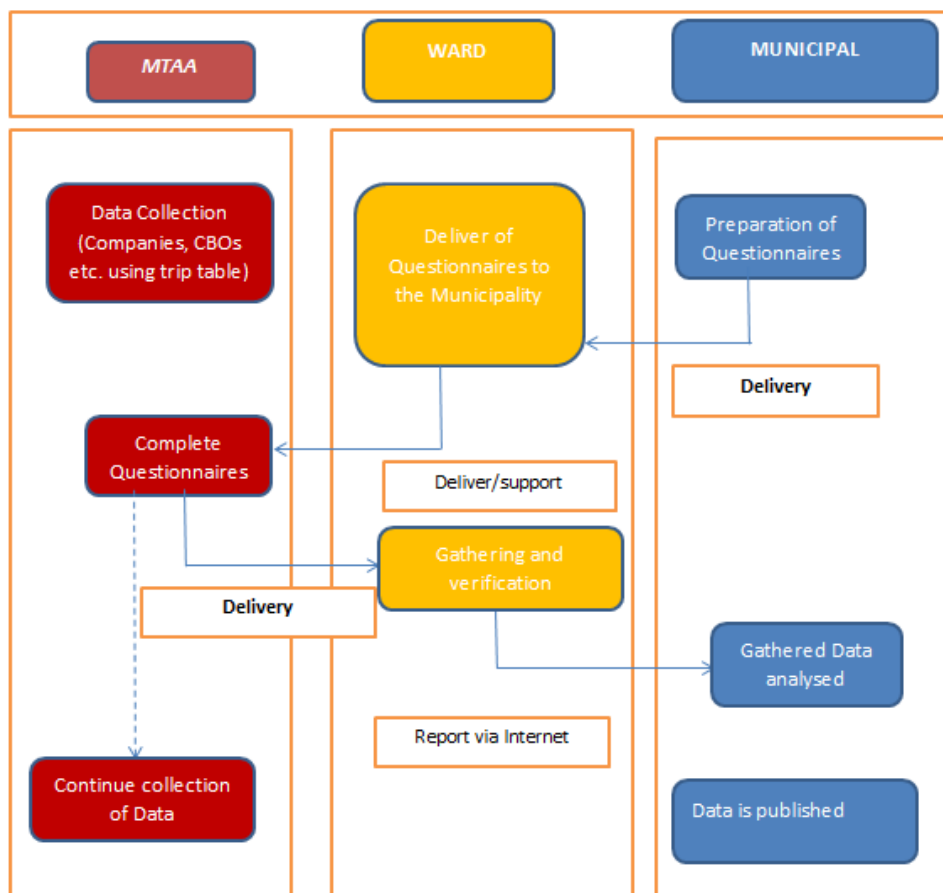 MTAA
WARD
MUNICIPAL
Data Collection
(Companies, CBOs
etc. using trip table)
Deliver of
Questionnaires to
the Municipality
Preparation of
Questionnaires
Delivery
Complete
Questionnaires
Deliver/support
Gathering and
verification
Delivery
Gathered Data
analysed
Report via Internet
Continue collection
of Data
Data is published